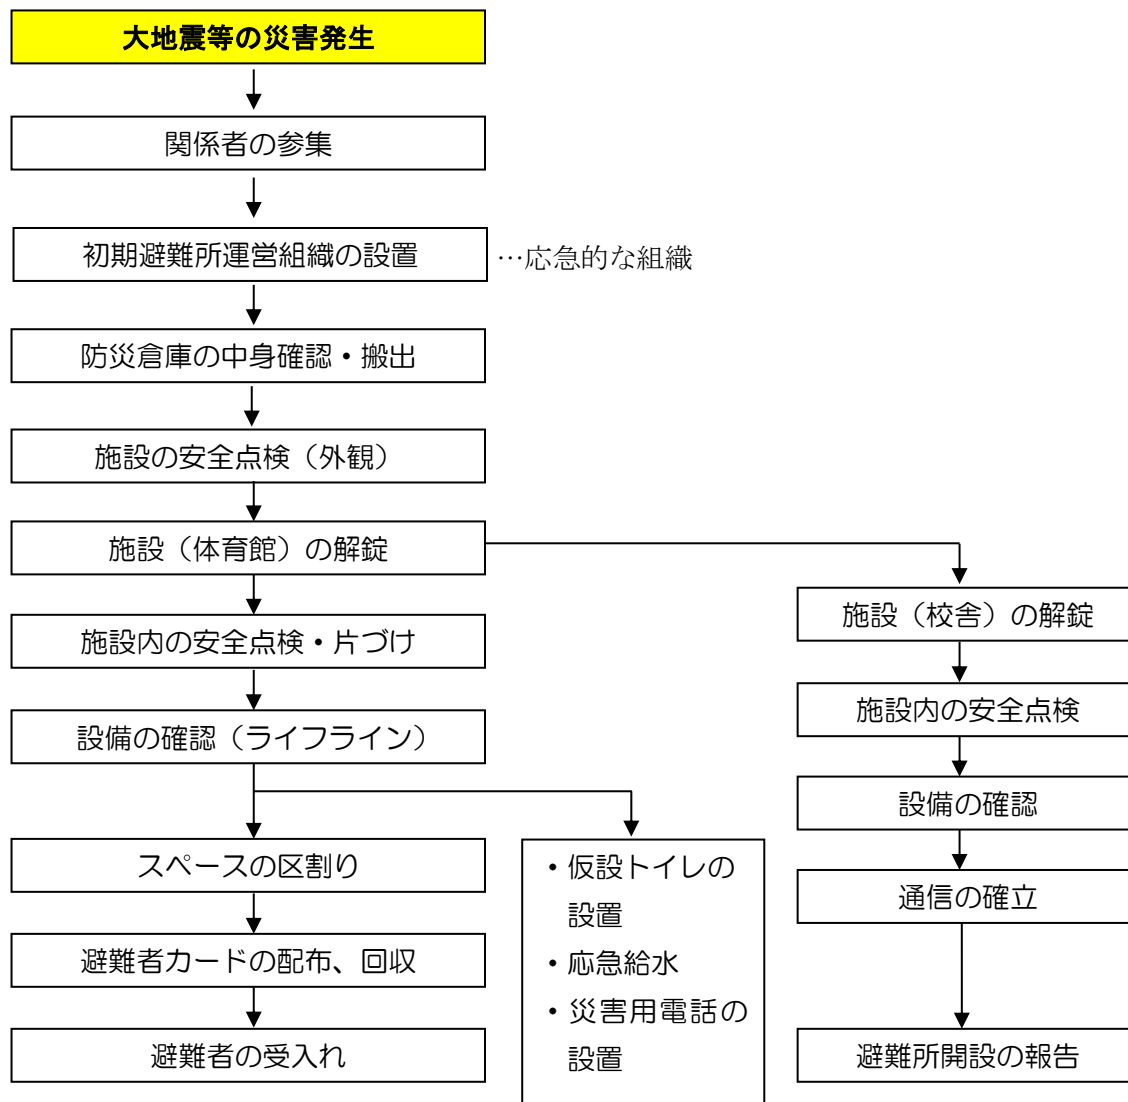 大地震等の災害発生
関係者の参集
初期避難所運営組織の設置
…応急的な組織
防災倉庫の中身確認・搬出
施設の安全点検（外観）
施設（体育館）の解錠
施設内の安全点検・片づけ
設備の確認（ライフライン）
スペースの区割り
避難者カードの配布、回収
避難者の受入れ
・仮設トイレの
設置
・応急給水
・災害用電話の
設置
施設（校舎）の解錠
施設内の安全点検
設備の確認
通信の確立
避難所開設の報告